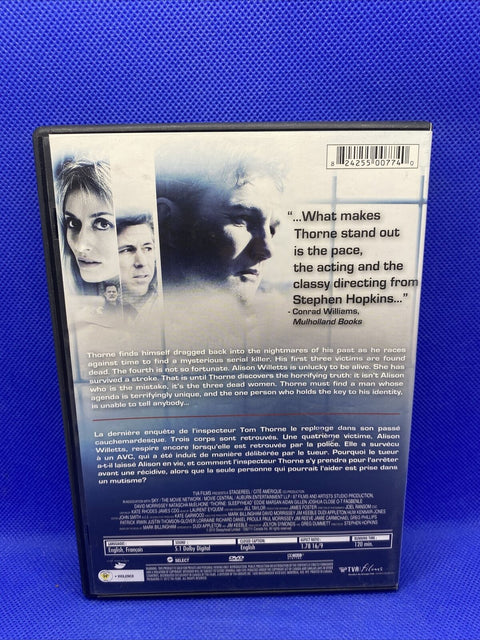 8 24255 00774 0
"...What makes
Thorne stand out
is the pace,
the acting and the
classy directing from
Stephen Hopkins..."
- Conrad Williams,
Mulholland Books
Thorne finds himself dragged back into the nightmares of his past as he races
against time to find a mysterious serial killer. His first three victims are found
dead. The fourth is not so fortunate. Alison Willetts is unlucky to be alive. She has
survived a stroke. That is until Thorne discovers the horrifying truth: it isn't Alison
who is the mistake, it's the three dead women. Thorne must find a man whose
agenda is terrifyingly unique, and the one person who holds the key to his identity,
is unable to tell anybody...
La dernière enquête de l'inspecteur Tom Thorne le replonge dans son passé
cauchemardesque. Trois corps sont retrouvés. Une quatrième victime, Alison
Willetts, respire encore lorsqu'elle est retrouvée par la police. Elle a survécu
à un AVC, qui a été induit de manière délibérée par le tueur. Pourquoi le tueur
a-t-il laissé Alison en vie, et comment l'inspecteur Thorne s'y prendre pour l'arrêter
avant une récidive, alors que la seule personne qui pourrait l'aider est prise dans
un mutisme?
LANGUAGE: SOUND: CLOSED CAPTION: ASPECT RATIO: RUNNING TIME:
English, Francais 5.1 Dolby Digital English 1.78 16/9 120 min.
SELECT DVD
14+ + VIOLENCE
TVA Films